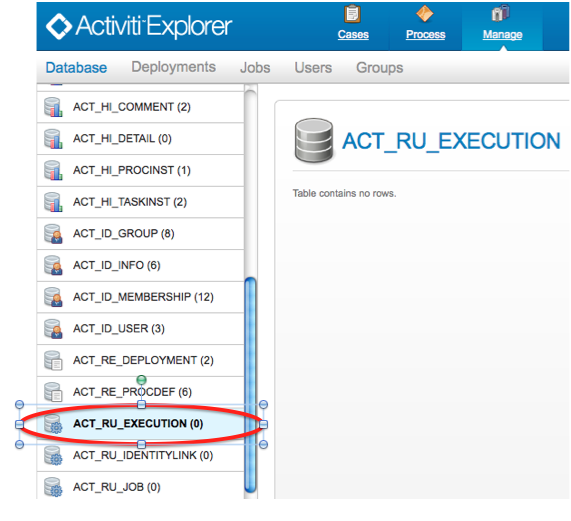 Activiti Explorer
Cases Process Manage
Database Deployments Jobs Users Groups
ACT_HI_COMMENT (2)
ACT_HI_DETAIL (0)
ACT_HI_PROCINST (1)
ACT_HI_TASKINST (2)
ACT_ID_GROUP (8)
ACT_ID_INFO (6)
ACT_ID_MEMBERSHIP (12)
ACT_ID_USER (3)
ACT_RE_DEPLOYMENT (2)
ACT_RE_PROCDEF (6)
ACT_RU_EXECUTION (0)
ACT_RU_IDENTITYLINK (0)
ACT_RU_JOB (0)
ACT_RU_EXECUTION
Table contains no rows.